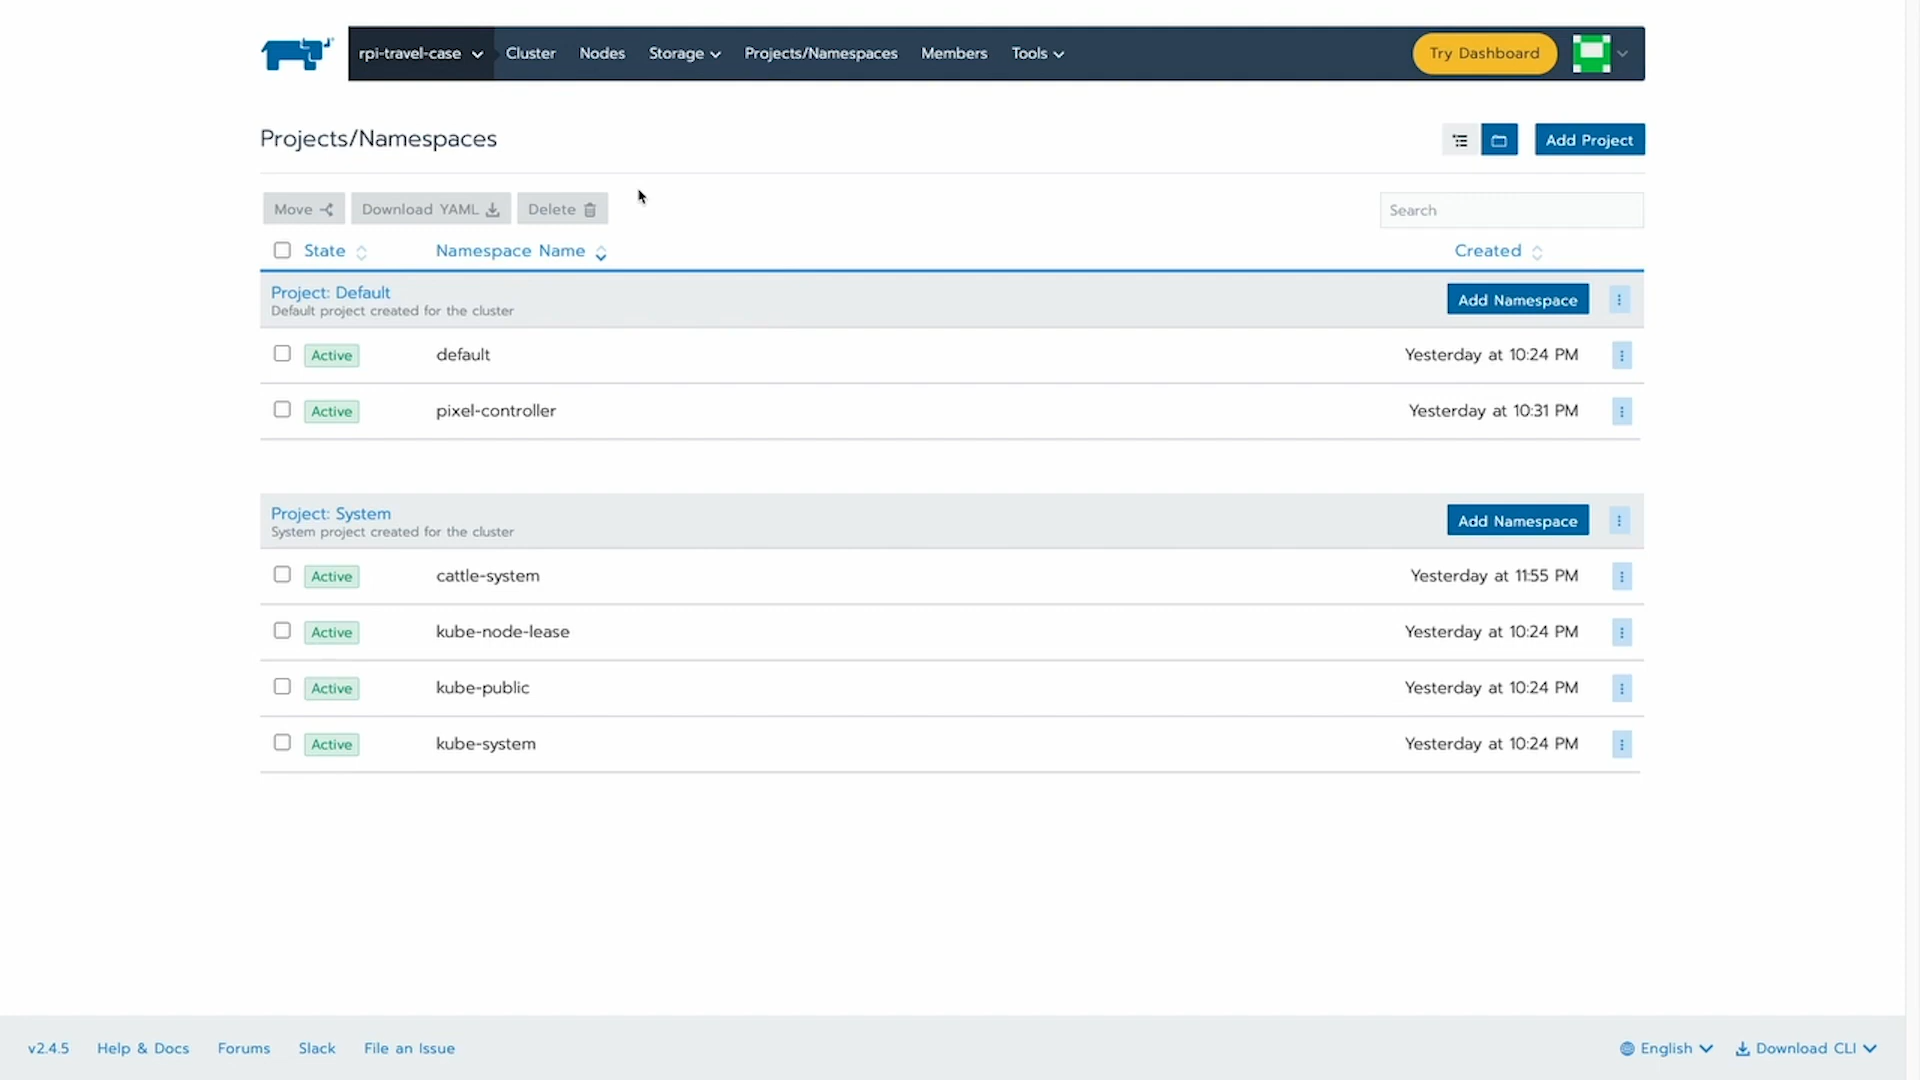 rpi-travel-case Cluster Nodes Storage Projects/Namespaces Members Tools Try Dashboard
Projects/Namespaces Add Project
Move Download YAML Delete Search
State Namespace Name Created
Project: Default
Default project created for the cluster
Add Namespace
Active default Yesterday at 10:24 PM
Active pixel-controller Yesterday at 10:31 PM
Project: System
System project created for the cluster
Add Namespace
Active cattle-system Yesterday at 11:55 PM
Active kube-node-lease Yesterday at 10:24 PM
Active kube-public Yesterday at 10:24 PM
Active kube-system Yesterday at 10:24 PM
v2.4.5 Help & Docs Forums Slack File an Issue English Download CLI